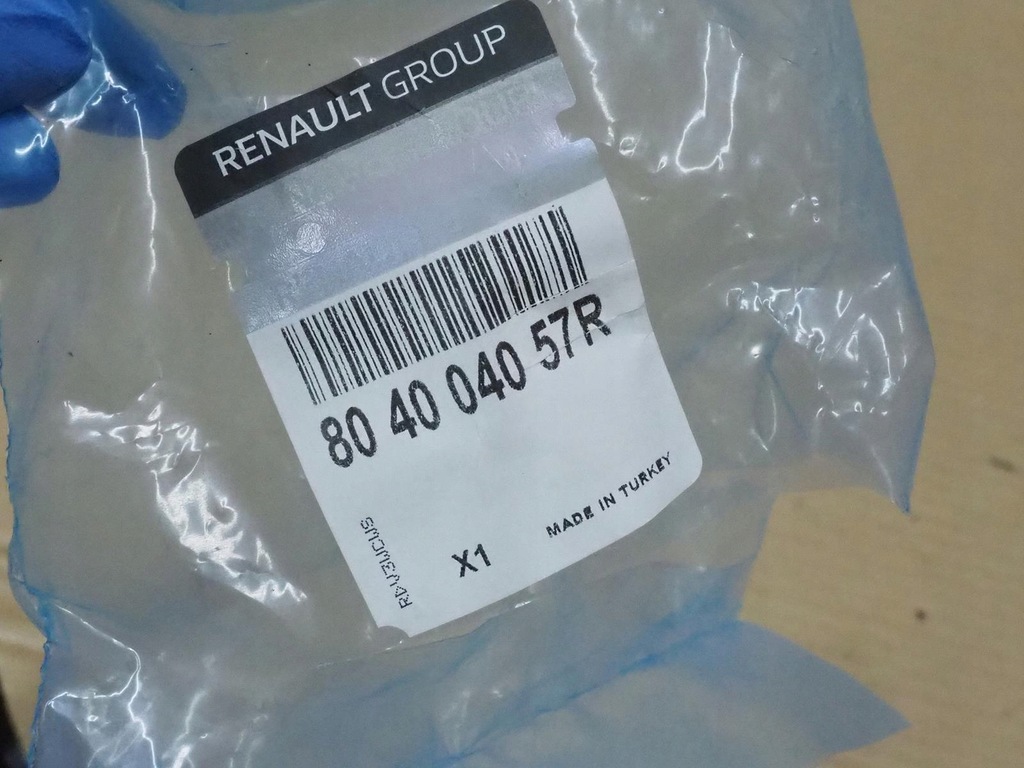 RENAULT GROUP
80 40 040 57R
X1
MADE IN TURKEY